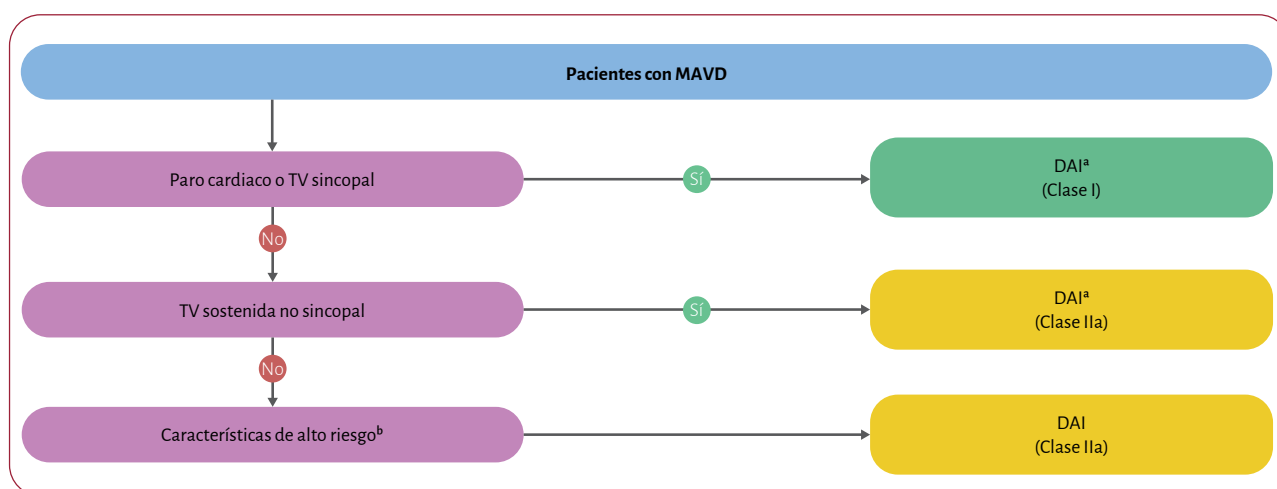 Pacientes con MAVD
Paro cardiaco o TV sincopal
Sí
DAIª
(Clase I)
No
TV sostenida no sincopal
Sí
DAIª
(Clase IIa)
No
Características de alto riesgoᵇ
DAI
(Clase IIa)